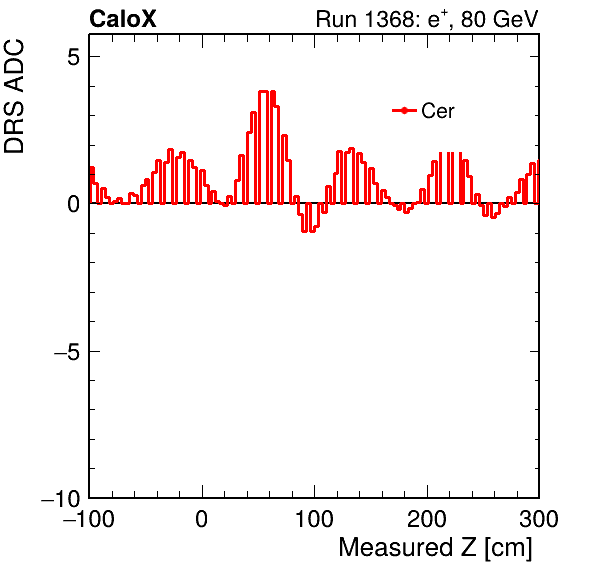 CaloX
Run 1368: e⁺, 80 GeV
DRS ADC
5
Cer
0
−5
−10
−100 0 100 200 300
Measured Z [cm]